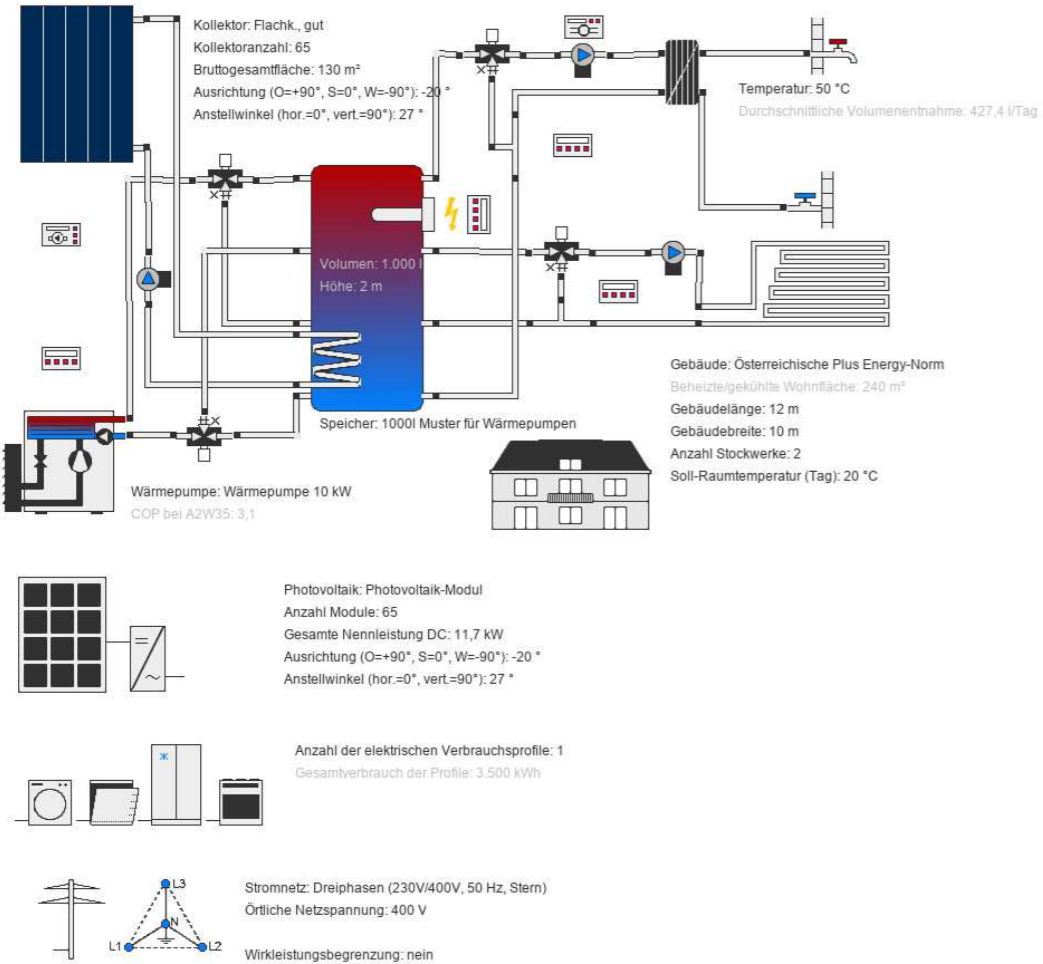 Kollektor: Flachk., gut
Kollektoranzahl: 65
Bruttogesamtfläche: 130 m²
Ausrichtung (O=+90°, S=0°, W=-90°): -20 °
Anstellwinkel (hor.=0°, vert.=90°): 27 °
Temperatur: 50 °C
Durchschnittliche Volumenentnahme: 427,4 l/Tag
Volumen: 1.000 l
Höhe: 2 m
Speicher: 1000l Muster für Wärmepumpen
Gebäude: Österreichische Plus Energy-Norm
Beheizte/gekühlte Wohnfläche: 240 m²
Gebäudelänge: 12 m
Gebäudebreite: 10 m
Anzahl Stockwerke: 2
Soll-Raumtemperatur (Tag): 20 °C
Wärmepumpe: Wärmepumpe 10 kW
COP bei A2W35: 3,1
Photovoltaik: Photovoltaik-Modul
Anzahl Module: 65
Gesamte Nennleistung DC: 11,7 kW
Ausrichtung (O=+90°, S=0°, W=-90°): -20 °
Anstellwinkel (hor.=0°, vert.=90°): 27 °
Anzahl der elektrischen Verbrauchsprofile: 1
Gesamtverbrauch der Profile: 3.500 kWh
L3
N
L1
L2
Stromnetz: Dreiphasen (230V/400V, 50 Hz, Stern)
Örtliche Netzspannung: 400 V
Wirkleistungsbegrenzung: nein